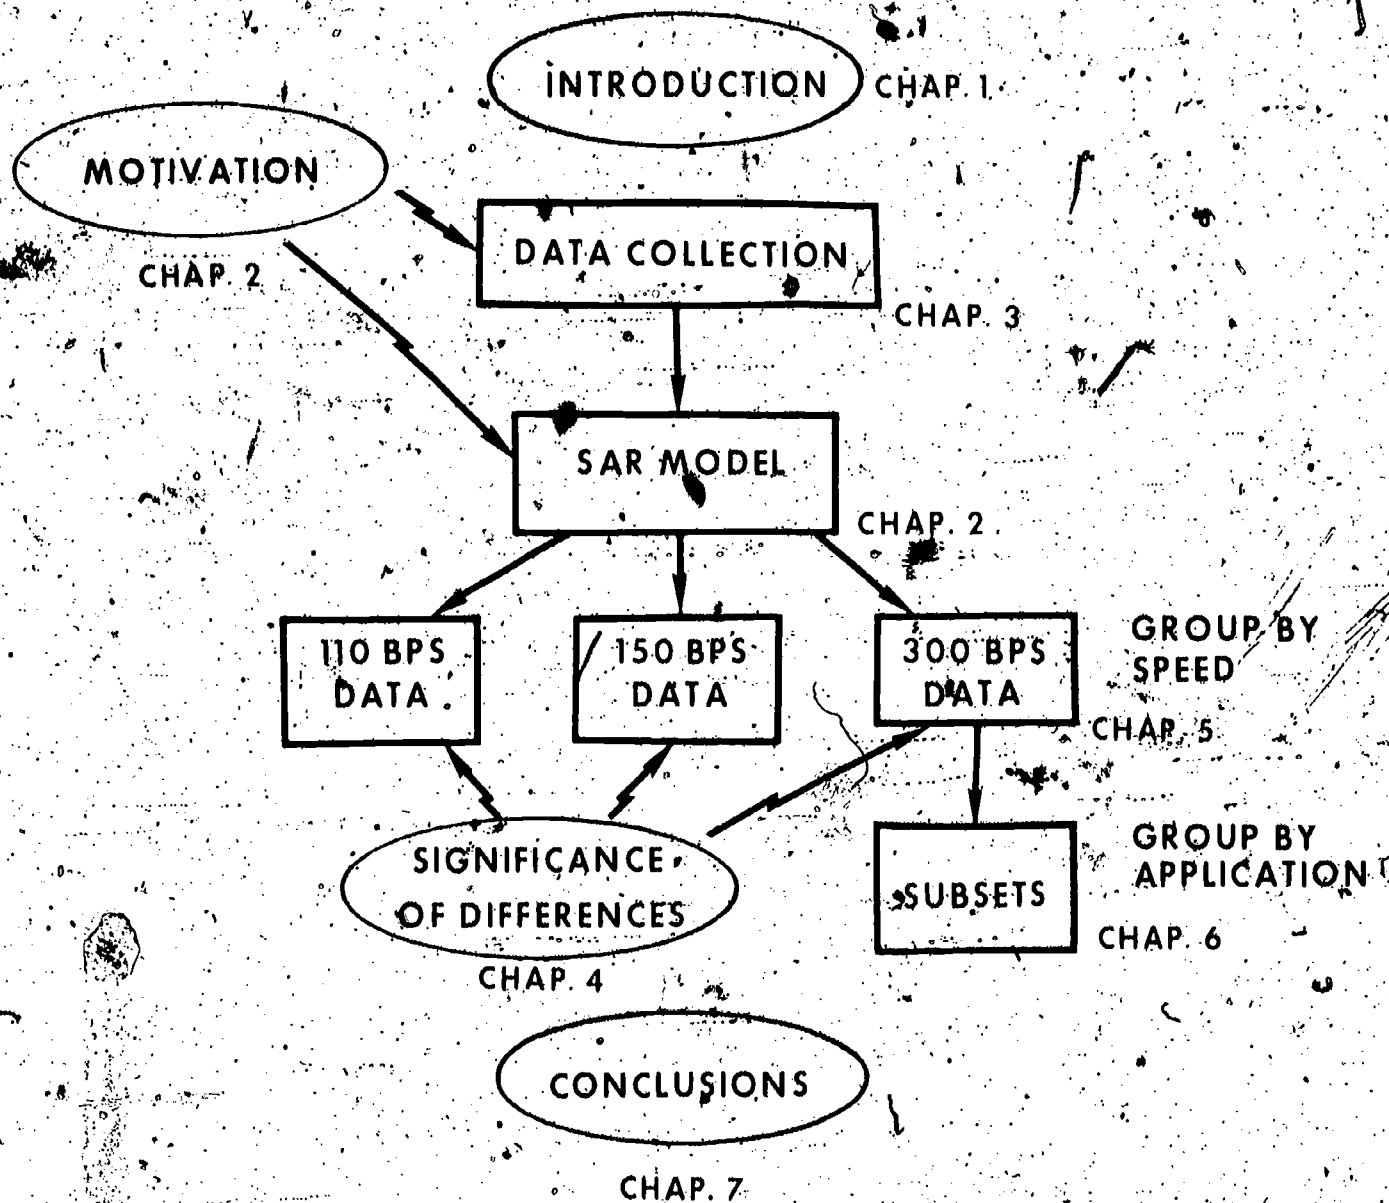 INTRODUCTION CHAP. 1
MOTIVATION
CHAP. 2
DATA COLLECTION
CHAP. 3
SAR MODEL
CHAP. 2
110 BPS
DATA
150 BPS
DATA
300 BPS
DATA
GROUP BY
SPEED
CHAP. 5
SIGNIFICANCE
OF DIFFERENCES
CHAP. 4
SUBSETS
GROUP BY
APPLICATION
CHAP. 6
CONCLUSIONS
CHAP. 7